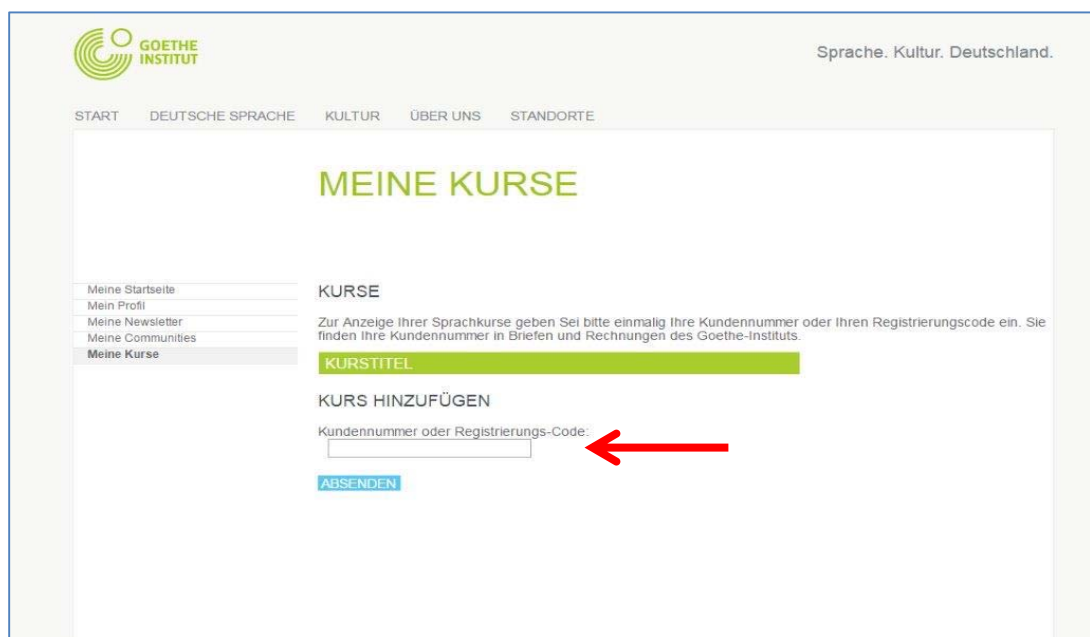 GOETHE
INSTITUT
Sprache. Kultur. Deutschland.
START DEUTSCHE SPRACHE KULTUR ÜBER UNS STANDORTE
MEINE KURSE
Meine Startseite
Mein Profil
Meine Newsletter
Meine Communities
Meine Kurse
KURSE
Zur Anzeige Ihrer Sprachkurse geben Sei bitte einmalig Ihre Kundennummer oder Ihren Registrierungscode ein. Sie
finden Ihre Kundennummer in Briefen und Rechnungen des Goethe-Instituts.
KURSTITEL
KURS HINZUFÜGEN
Kundennummer oder Registrierungs-Code:
ABSENDEN